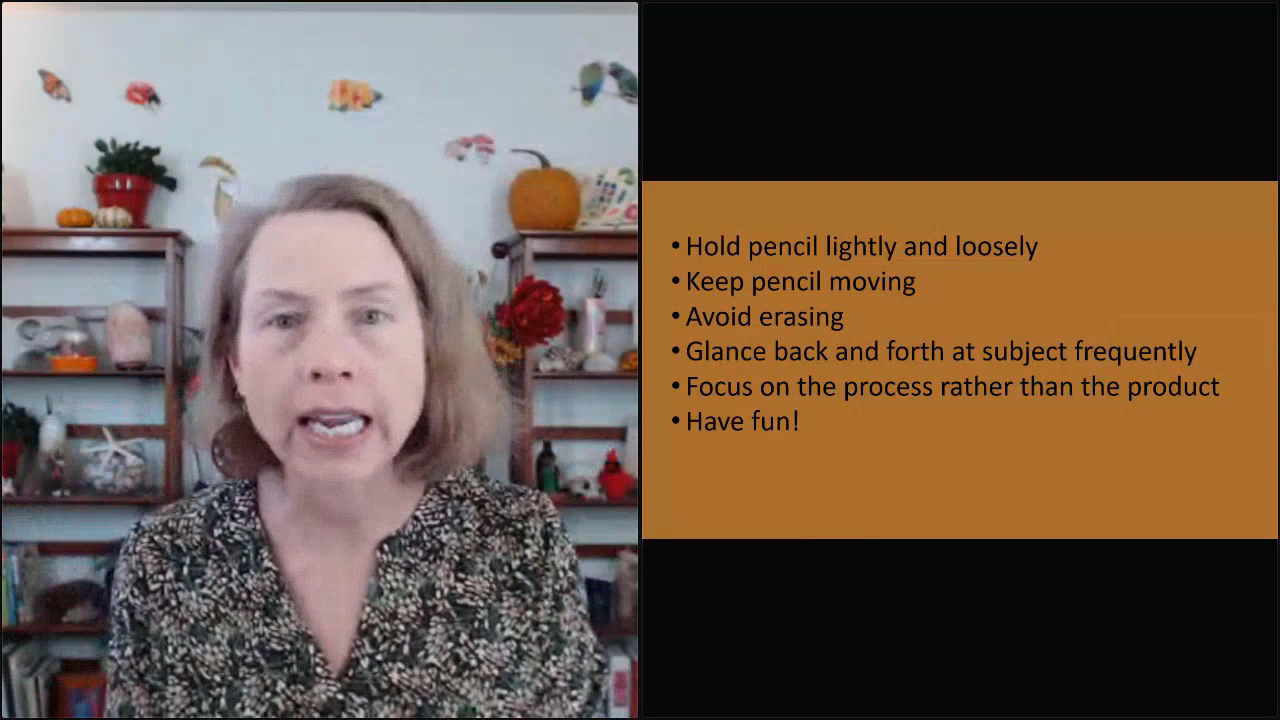 • Hold pencil lightly and loosely
• Keep pencil moving
• Avoid erasing
• Glance back and forth at subject frequently
• Focus on the process rather than the product
• Have fun!